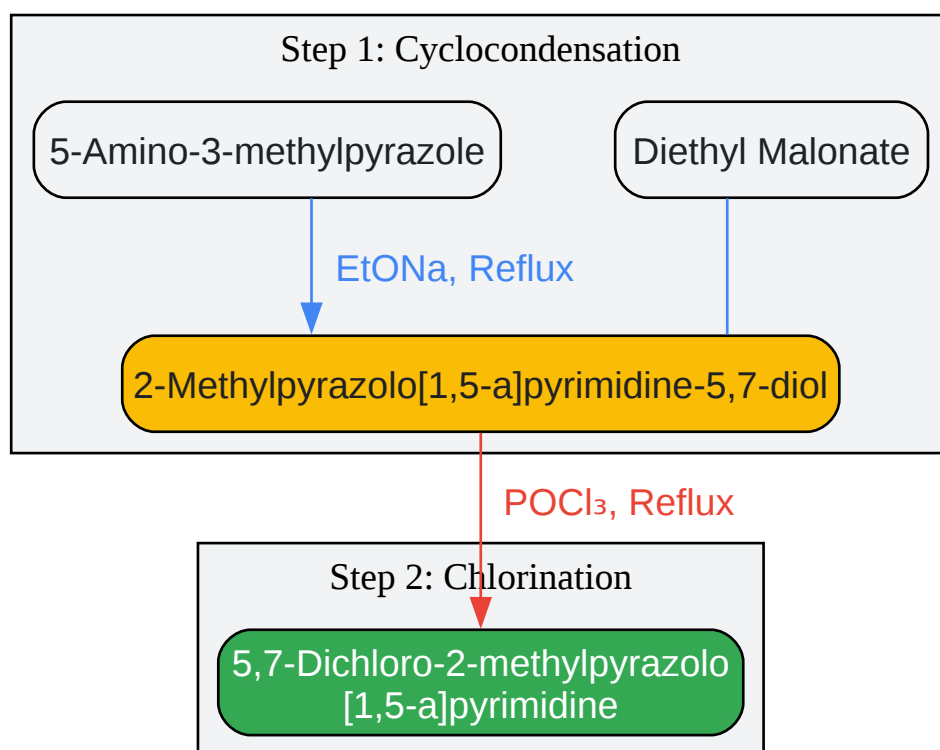 Step 1: Cyclocondensation
5-Amino-3-methylpyrazole
Diethyl Malonate
EtONa, Reflux
2-Methylpyrazolo[1,5-a]pyrimidine-5,7-diol
POCl₃, Reflux
Step 2: Chlorination
5,7-Dichloro-2-methylpyrazolo
[1,5-a]pyrimidine